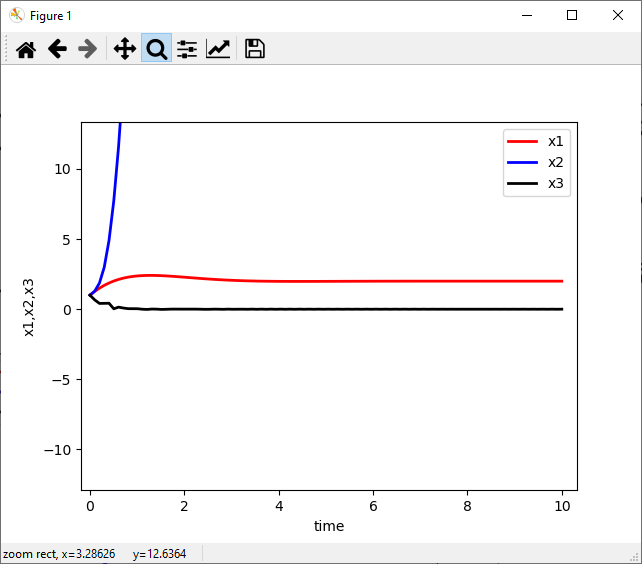 Figure 1
x1
x2
x3
10
5
0
−5
−10
x1,x2,x3
0 2 4 6 8 10
time
zoom rect, x=3.28626 y=12.6364